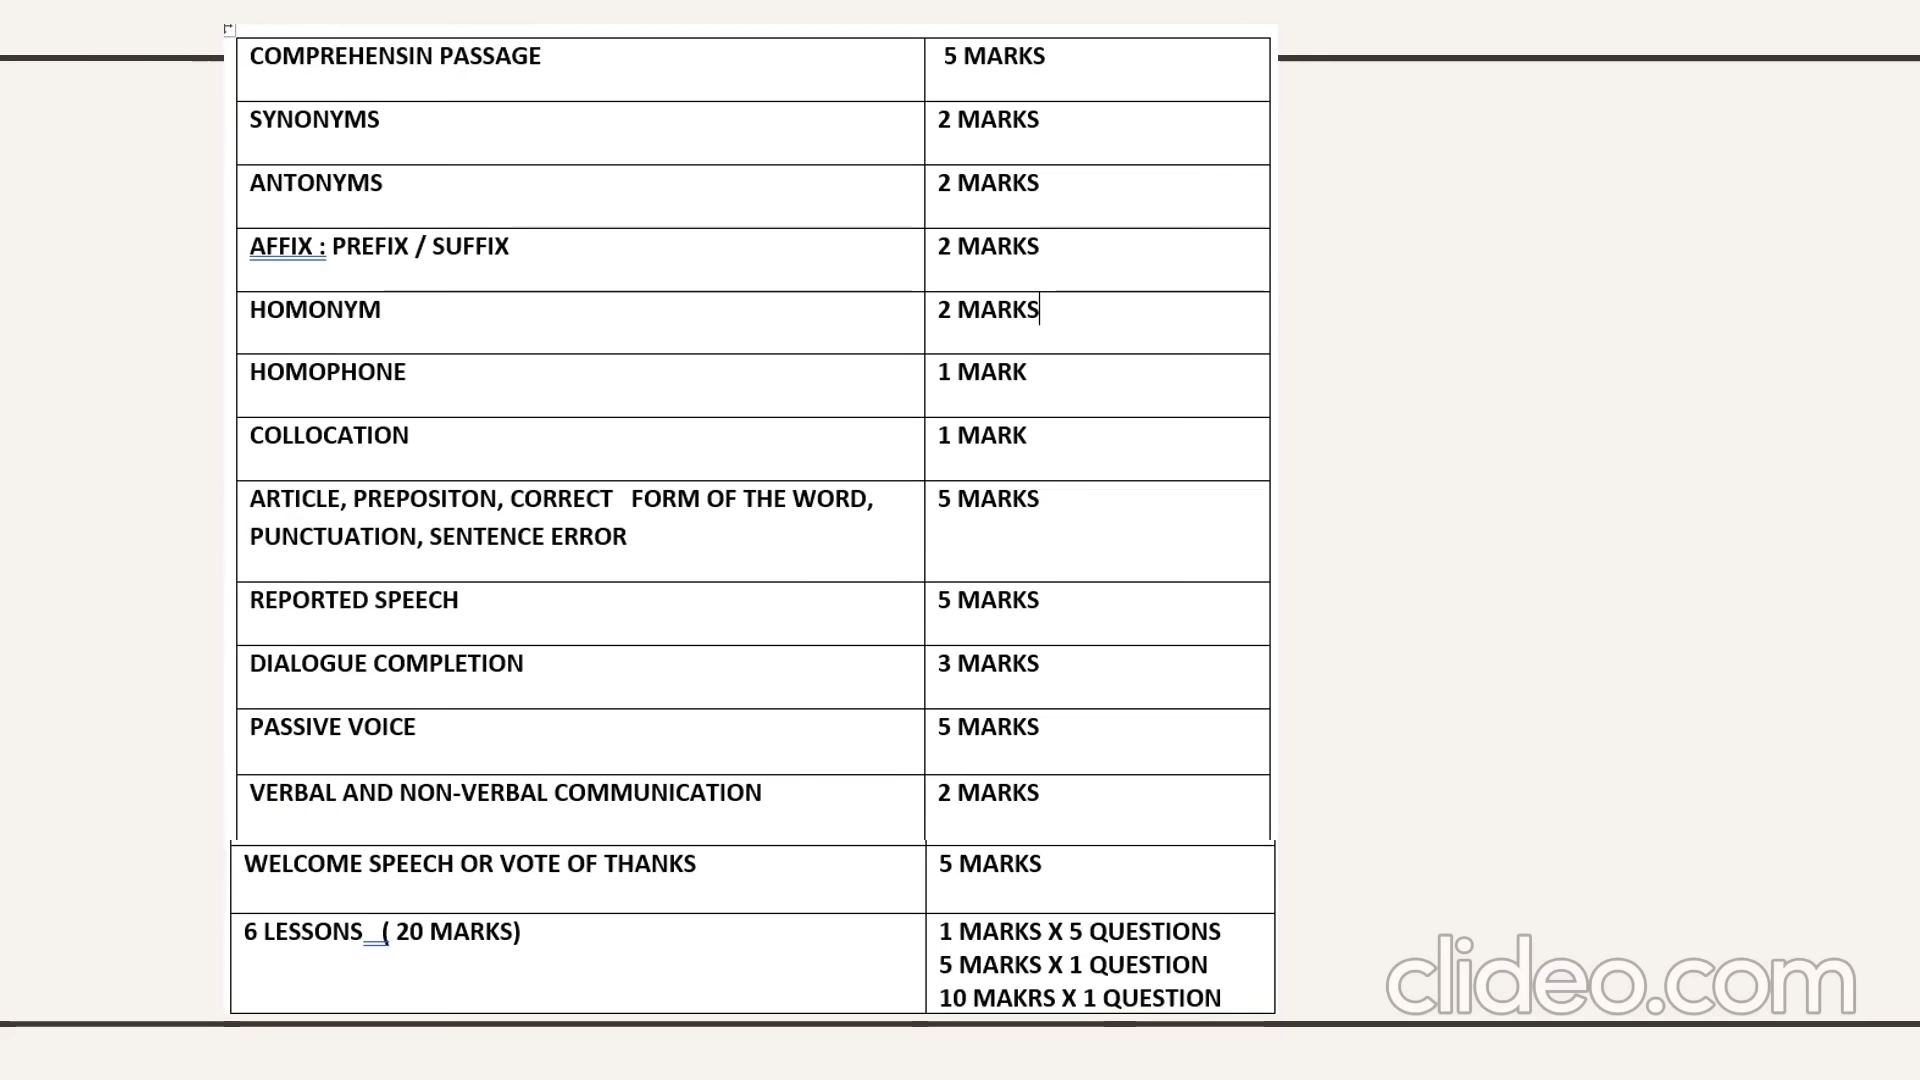 COMPREHENSIN PASSAGE 5 MARKS
SYNONYMS 2 MARKS
ANTONYMS 2 MARKS
AFFIX : PREFIX / SUFFIX 2 MARKS
HOMONYM 2 MARKS
HOMOPHONE 1 MARK
COLLOCATION 1 MARK
ARTICLE, PREPOSITON, CORRECT FORM OF THE WORD, 5 MARKS
PUNCTUATION, SENTENCE ERROR
REPORTED SPEECH 5 MARKS
DIALOGUE COMPLETION 3 MARKS
PASSIVE VOICE 5 MARKS
VERBAL AND NON-VERBAL COMMUNICATION 2 MARKS
WELCOME SPEECH OR VOTE OF THANKS 5 MARKS
6 LESSONS ( 20 MARKS) 1 MARKS X 5 QUESTIONS
5 MARKS X 1 QUESTION
10 MAKRS X 1 QUESTION
clideo.com